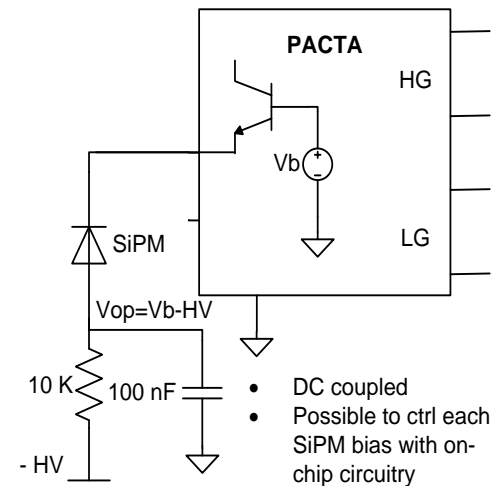 PACTA
HG
Vb
+
−
LG
SiPM
Vop=Vb-HV
10 K
100 nF
- HV
• DC coupled
• Possible to ctrl each
SiPM bias with on-
chip circuitry